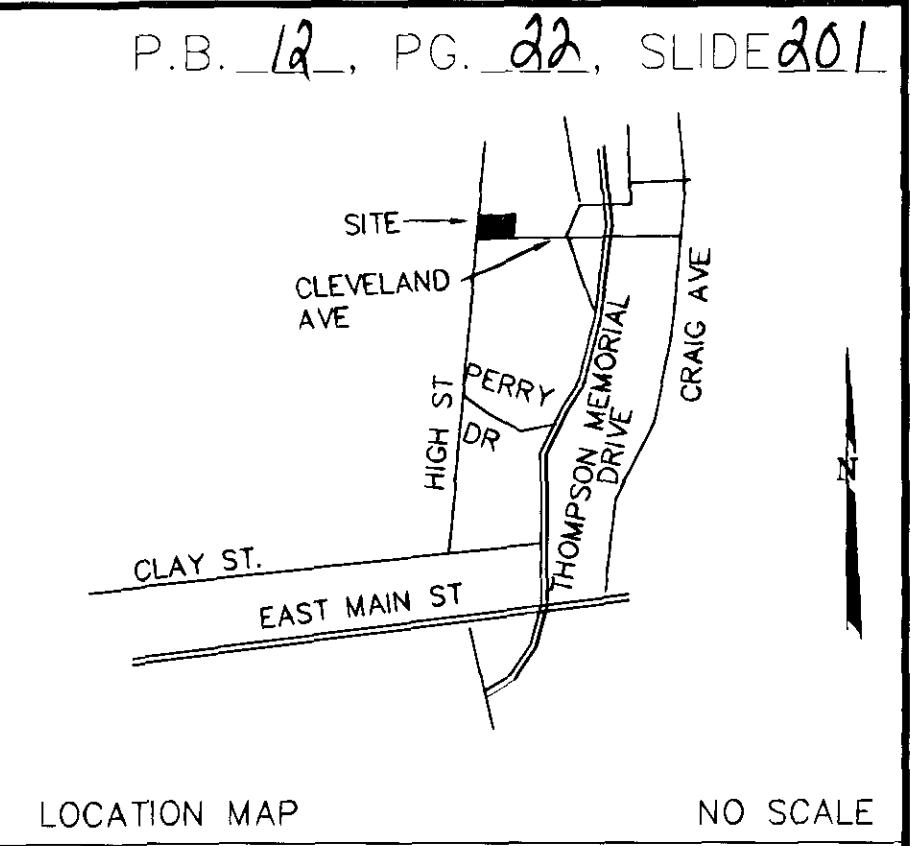 P.B. 12, PG. 22, SLIDE 201
SITE
CLEVELAND
AVE
CRAIG AVE
THOMPSON MEMORIAL
DRIVE
PERRY
DR
HIGH ST
N
CLAY ST.
EAST MAIN ST
LOCATION MAP
NO SCALE